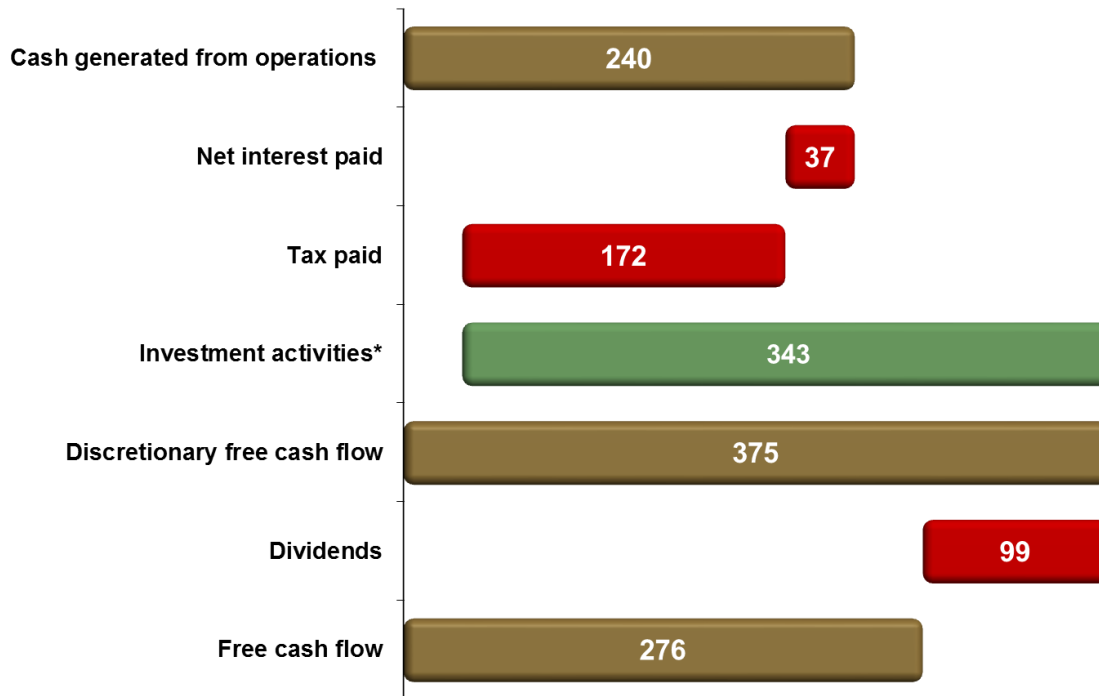 Cash generated from operations 240
Net interest paid 37
Tax paid 172
Investment activities* 343
Discretionary free cash flow 375
Dividends 99
Free cash flow 276